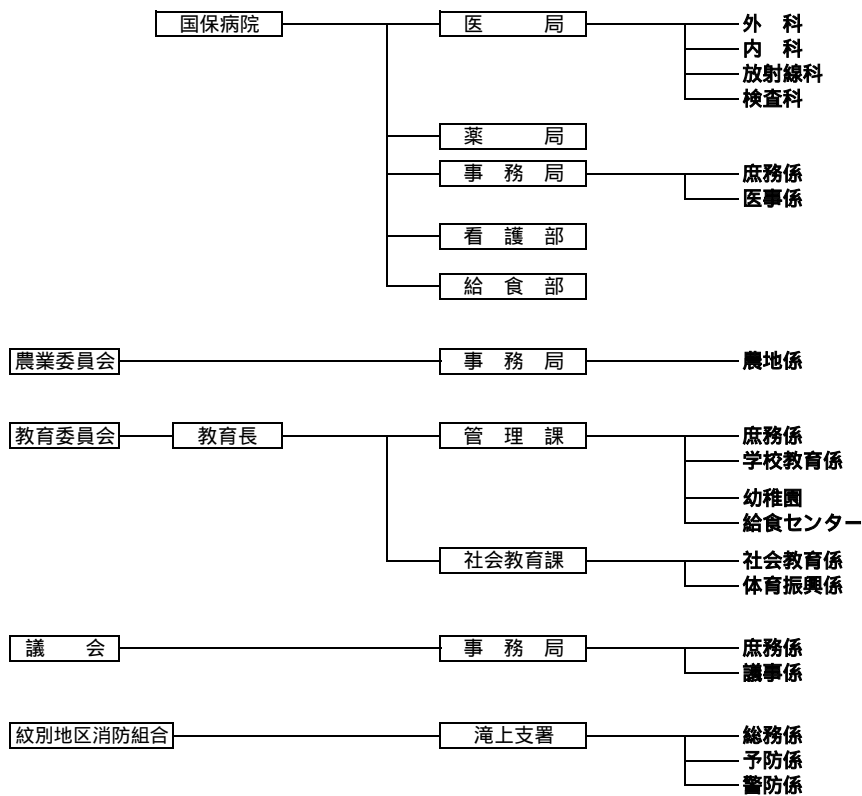 国保病院 医 局 外 科
内 科
放射線科
検査科
薬 局
事 務 局 庶務係
医事係
看 護 部
給 食 部
農業委員会 事 務 局 農地係
教育委員会 教育長 管 理 課 庶務係
学校教育係
幼稚園
給食センター
社会教育課 社会教育係
体育振興係
議 会 事 務 局 庶務係
議事係
紋別地区消防組合 滝上支署 総務係
予防係
警防係